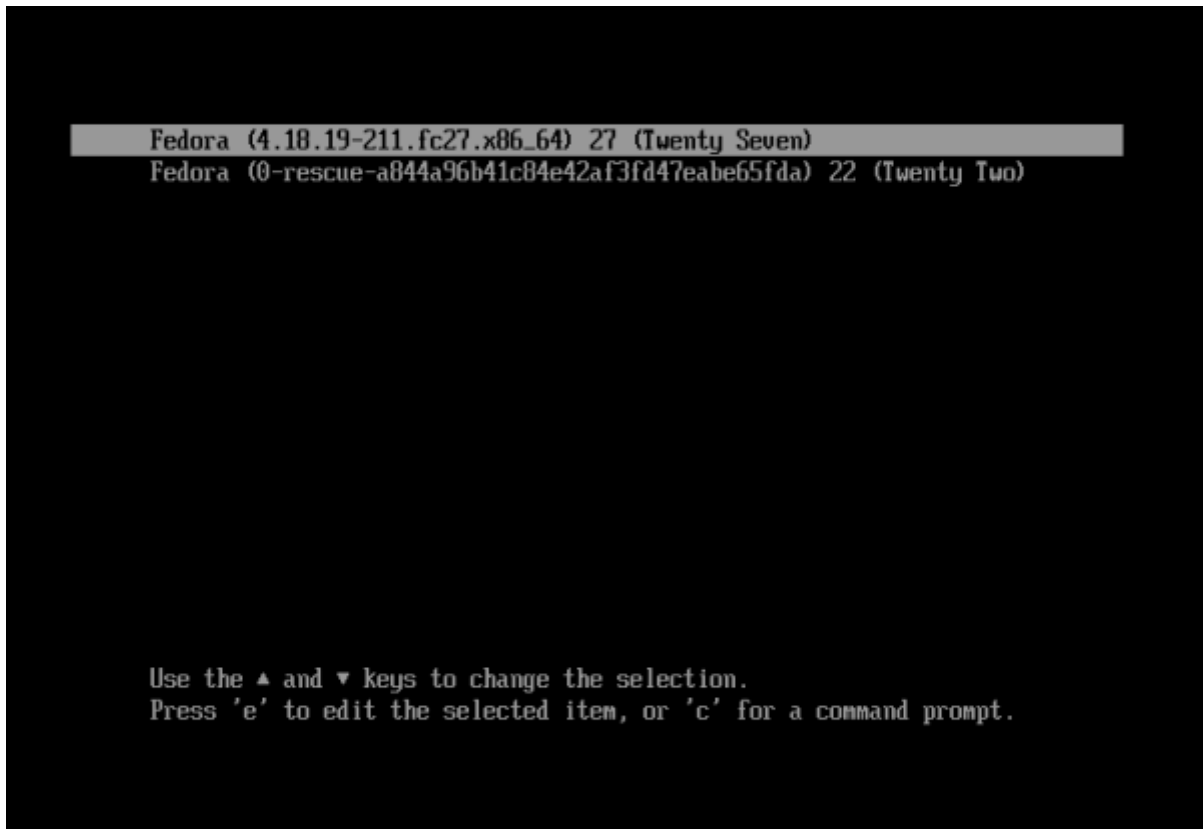 Fedora (4.18.19-211.fc27.x86_64) 27 (Twenty Seven)
Fedora (0-rescue-a844a96b41c84e42af3fd47eabe65fda) 22 (Twenty Two)
Use the ▲ and ▼ keys to change the selection.
Press 'e' to edit the selected item, or 'c' for a command prompt.